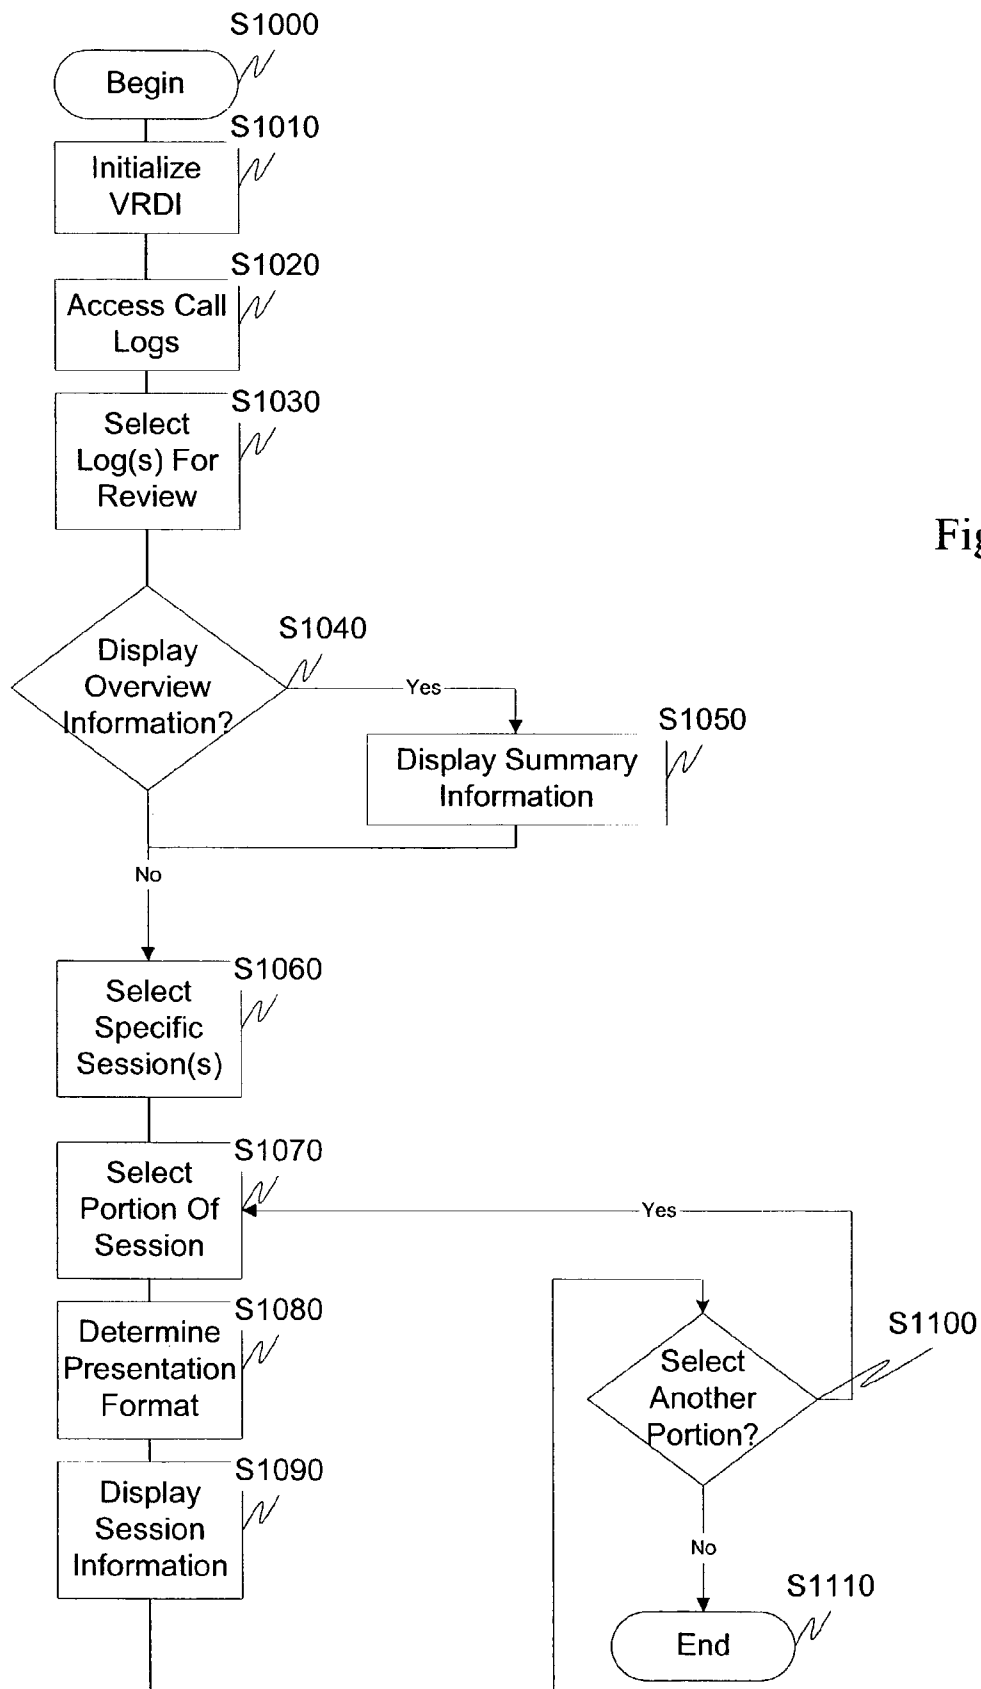 S1000
Begin
S1010
Initialize
VRDI
S1020
Access Call
Logs
S1030
Select
Log(s) For
Review
Fig
S1040
Display
Overview
Information?
Yes
S1050
Display Summary
Information
No
S1060
Select
Specific
Session(s)
S1070
Select
Portion Of
Session
Yes
S1080
Determine
Presentation
Format
S1100
Select
Another
Portion?
S1090
Display
Session
Information
No
S1110
End